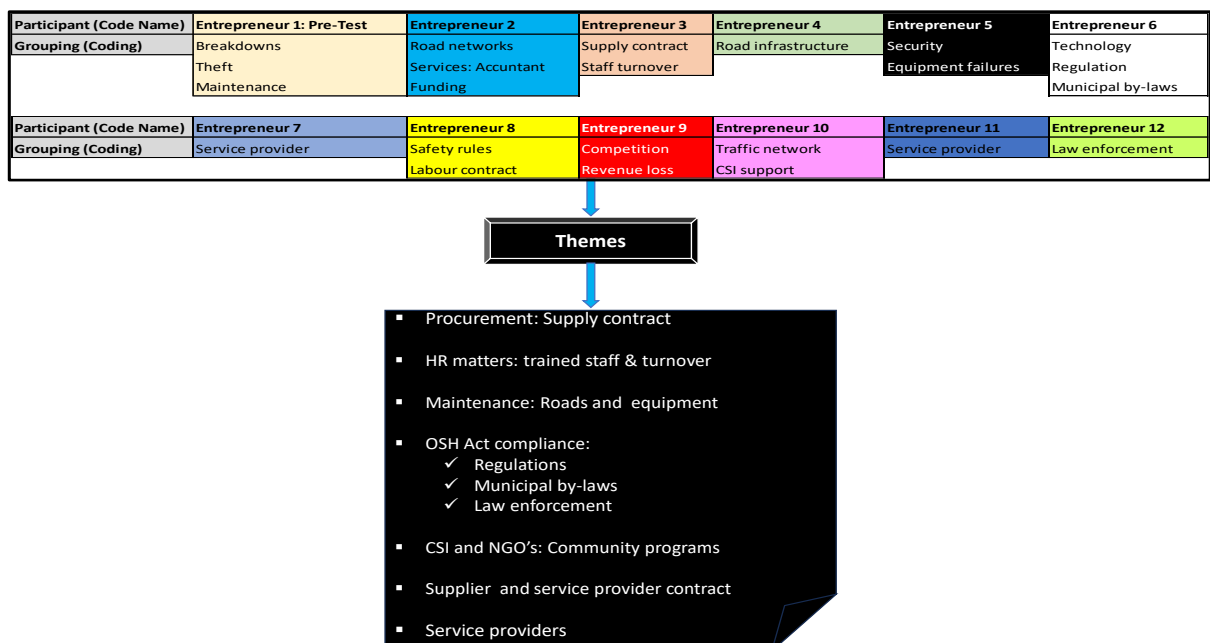 Participant (Code Name) Entrepreneur 1: Pre-Test Entrepreneur 2 Entrepreneur 3 Entrepreneur 4 Entrepreneur 5 Entrepreneur 6
Grouping (Coding) Breakdowns Road networks Supply contract Road infrastructure Security Technology
Theft Services: Accuntant Staff turnover Equipment failures Regulation
Maintenance Funding Municipal by-laws
Participant (Code Name) Entrepreneur 7 Entrepreneur 8 Entrepreneur 9 Entrepreneur 10 Entrepreneur 11 Entrepreneur 12
Grouping (Coding) Service provider Safety rules Competition Traffic network Service provider Law enforcement
Labour contract Revenue loss CSI support
Themes
▪ Procurement: Supply contract
▪ HR matters: trained staff & turnover
▪ Maintenance: Roads and equipment
▪ OSH Act compliance:
✓ Regulations
✓ Municipal by-laws
✓ Law enforcement
▪ CSI and NGO's: Community programs
▪ Supplier and service provider contract
▪ Service providers